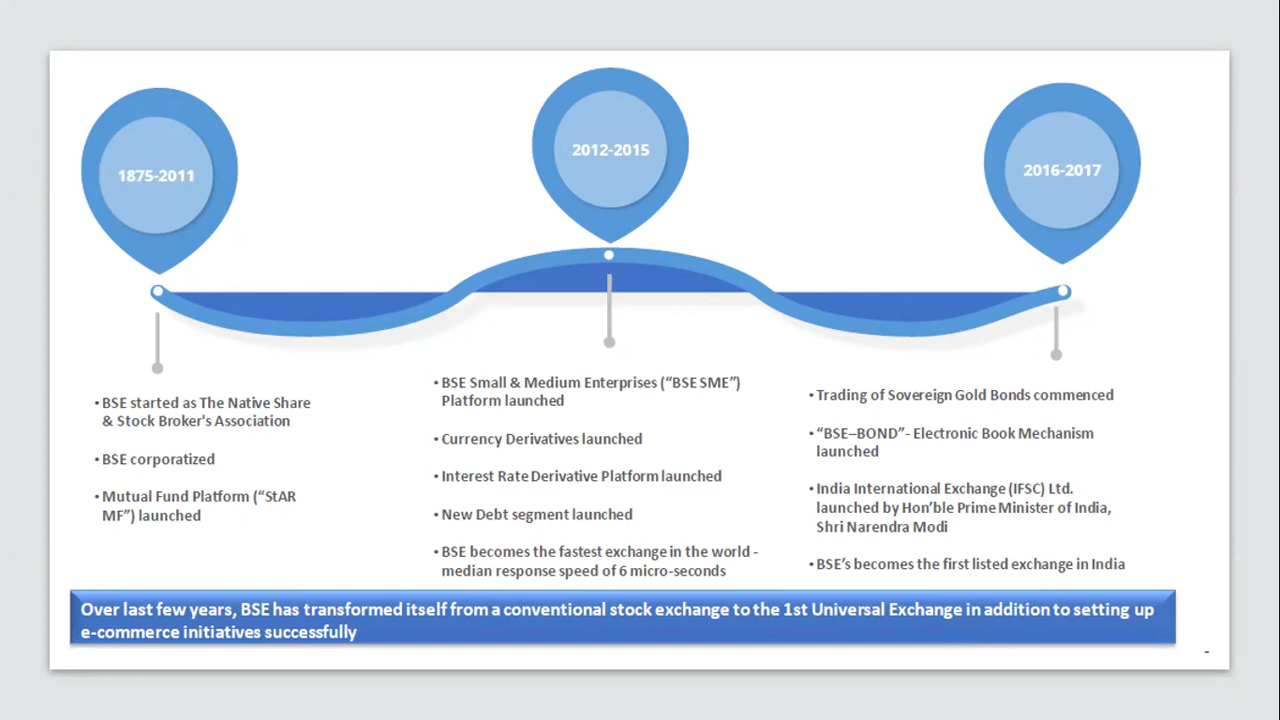 1875-2011
2012-2015
2016-2017
• BSE started as The Native Share
& Stock Broker's Association
• BSE corporatized
• Mutual Fund Platform (“StAR
MF”) launched
• BSE Small & Medium Enterprises (“BSE SME”)
Platform launched
• Currency Derivatives launched
• Interest Rate Derivative Platform launched
• New Debt segment launched
• BSE becomes the fastest exchange in the world -
median response speed of 6 micro-seconds
• Trading of Sovereign Gold Bonds commenced
• “BSE–BOND”- Electronic Book Mechanism
launched
• India International Exchange (IFSC) Ltd.
launched by Hon’ble Prime Minister of India,
Shri Narendra Modi
• BSE’s becomes the first listed exchange in India
Over last few years, BSE has transformed itself from a conventional stock exchange to the 1st Universal Exchange in addition to setting up
e-commerce initiatives successfully
-